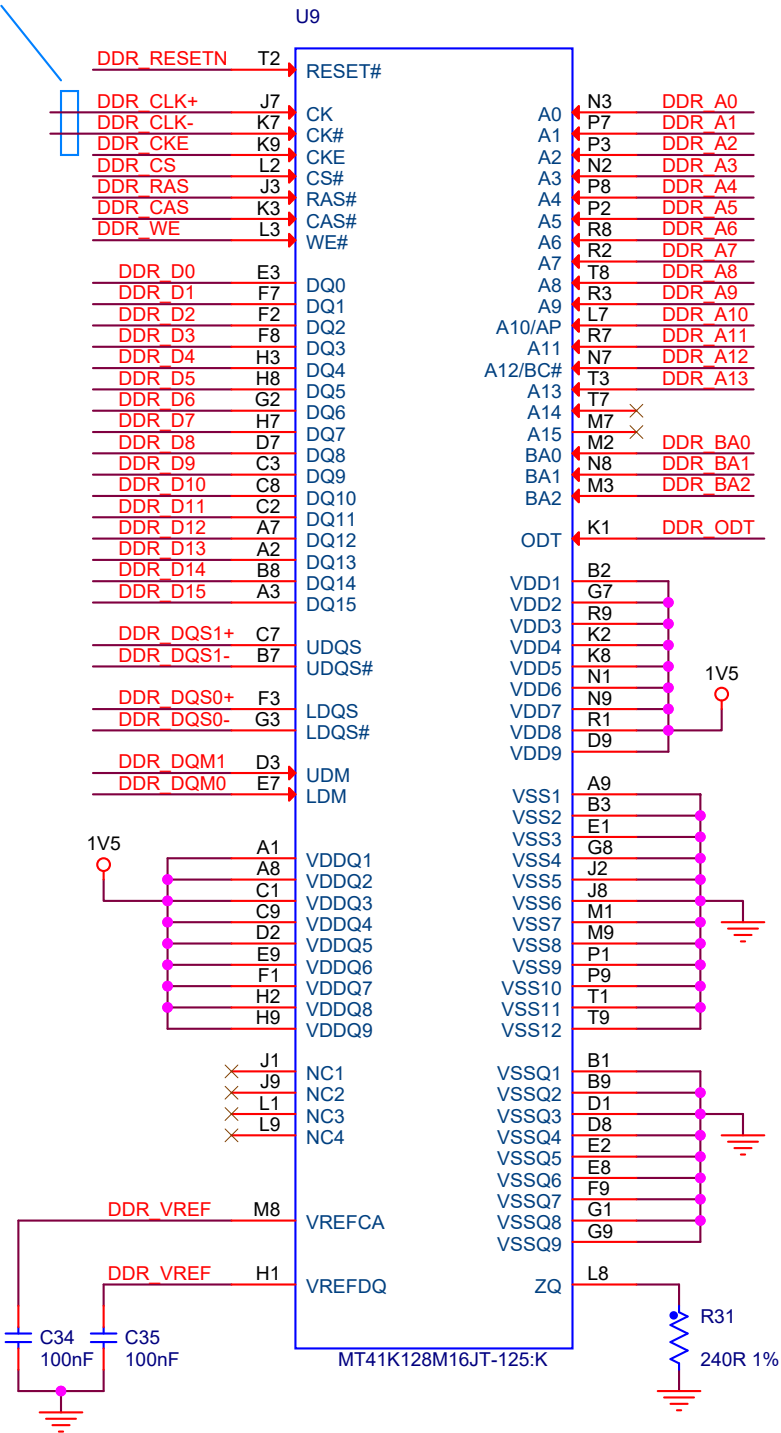 U9
DDR_RESETN T2 RESET#
DDR_CLK+ J7 CK A0 N3 DDR_A0
DDR_CLK- K7 CK# A1 P7 DDR_A1
DDR_CKE K9 CKE A2 P3 DDR_A2
DDR_CS L2 CS# A3 N2 DDR_A3
DDR_RAS J3 RAS# A4 P8 DDR_A4
DDR_CAS K3 CAS# A5 P2 DDR_A5
DDR_WE L3 WE# A6 R8 DDR_A6
A7 R2 DDR_A7
DDR_D0 E3 DQ0 A8 T8 DDR_A8
DDR_D1 F7 DQ1 A9 R3 DDR_A9
DDR_D2 F2 DQ2 A10/AP L7 DDR_A10
DDR_D3 F8 DQ3 A11 R7 DDR_A11
DDR_D4 H3 DQ4 A12/BC# N7 DDR_A12
DDR_D5 H8 DQ5 A13 T3 DDR_A13
DDR_D6 G2 DQ6 A14 T7
DDR_D7 H7 DQ7 A15 M7
DDR_D8 D7 DQ8 BA0 M2 DDR_BA0
DDR_D9 C3 DQ9 BA1 N8 DDR_BA1
DDR_D10 C8 DQ10 BA2 M3 DDR_BA2
DDR_D11 C2 DQ11
DDR_D12 A7 DQ12 ODT K1 DDR_ODT
DDR_D13 A2 DQ13
DDR_D14 B8 DQ14 VDD1 B2
DDR_D15 A3 DQ15 VDD2 G7
VDD3 R9
DDR_DQS1+ C7 UDQS VDD4 K2
DDR_DQS1- B7 UDQS# VDD5 K8
VDD6 N1 1V5
DDR_DQS0+ F3 LDQS VDD7 N9
DDR_DQS0- G3 LDQS# VDD8 R1
VDD9 D9
DDR_DQM1 D3 UDM
DDR_DQM0 E7 LDM VSS1 A9
VSS2 B3
VSS3 E1
1V5 A1 VDDQ1 VSS4 G8
A8 VDDQ2 VSS5 J2
C1 VDDQ3 VSS6 J8
C9 VDDQ4 VSS7 M1
D2 VDDQ5 VSS8 M9
E9 VDDQ6 VSS9 P1
F1 VDDQ7 VSS10 P9
H2 VDDQ8 VSS11 T1
H9 VDDQ9 VSS12 T9
J1 NC1 VSSQ1 B1
J9 NC2 VSSQ2 B9
L1 NC3 VSSQ3 D1
L9 NC4 VSSQ4 D8
VSSQ5 E2
VSSQ6 E8
VSSQ7 F9
DDR_VREF M8 VREFCA VSSQ8 G1
VSSQ9 G9
DDR_VREF H1 VREFDQ ZQ L8
C34 C35 R31
100nF 100nF MT41K128M16JT-125:K 240R 1%